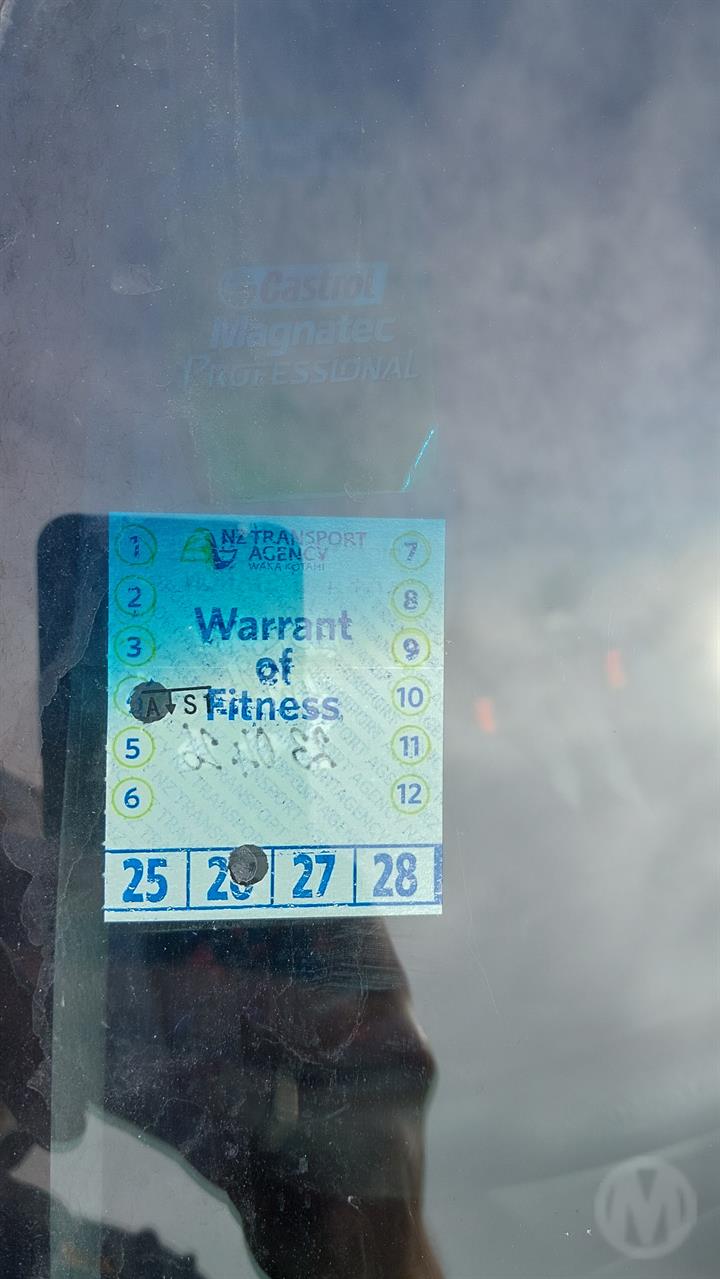 Castrol
Magnatec
PROFESSIONAL
1 NZ TRANSPORT 7
AGENCY
WAKA KOTAHI
2 8
Warrant
3 of 9
A S Fitness 10
5 11
6 12
25 26 27 28
M